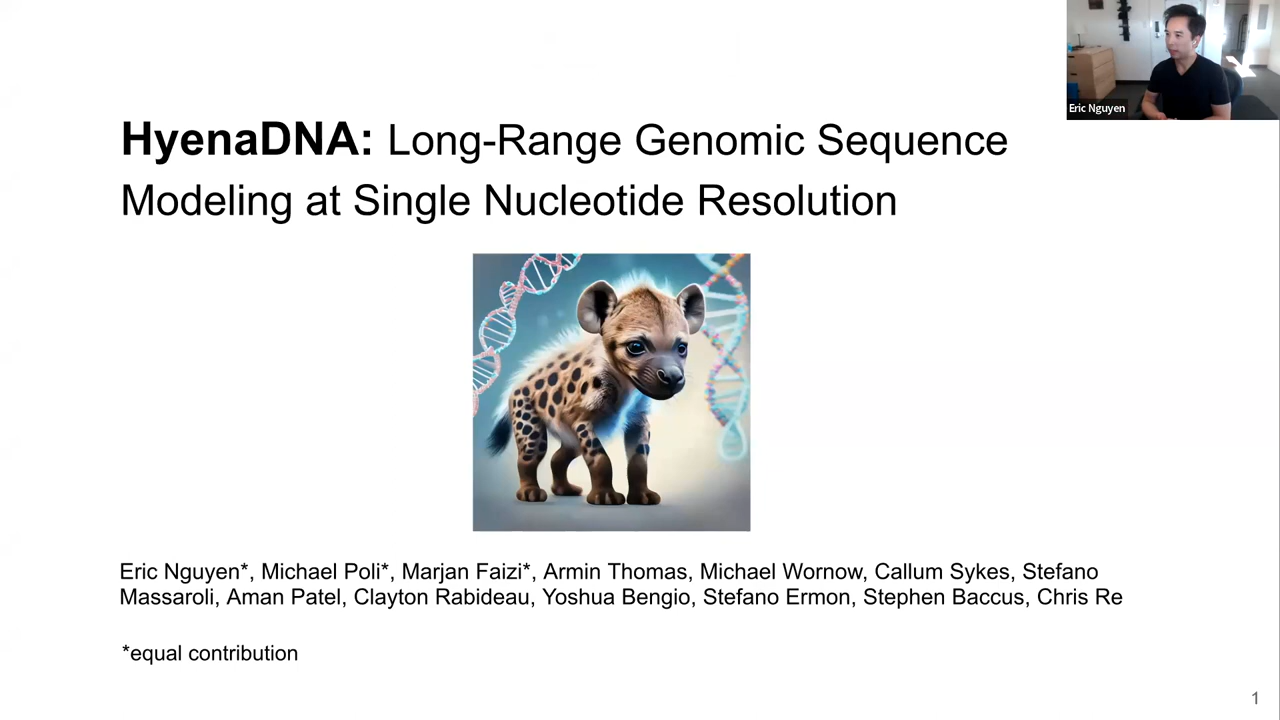 Eric Nguyen
HyenaDNA: Long-Range Genomic Sequence
Modeling at Single Nucleotide Resolution
Eric Nguyen*, Michael Poli*, Marjan Faizi*, Armin Thomas, Michael Wornow, Callum Sykes, Stefano
Massaroli, Aman Patel, Clayton Rabideau, Yoshua Bengio, Stefano Ermon, Stephen Baccus, Chris Re
*equal contribution
1